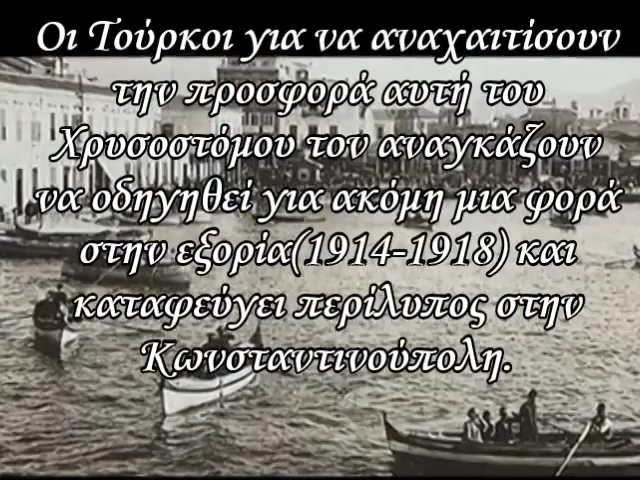 Οι Τούρκοι για να αναχαιτίσουν
την προσφορά αυτή του
Χρυσοστόμου τον αναγκάζουν
να οδηγηθεί για ακόμη μια φορά
στην εξορία(1914-1918) και
καταφεύγει περίλυπος στην
Κωνσταντινούπολη.